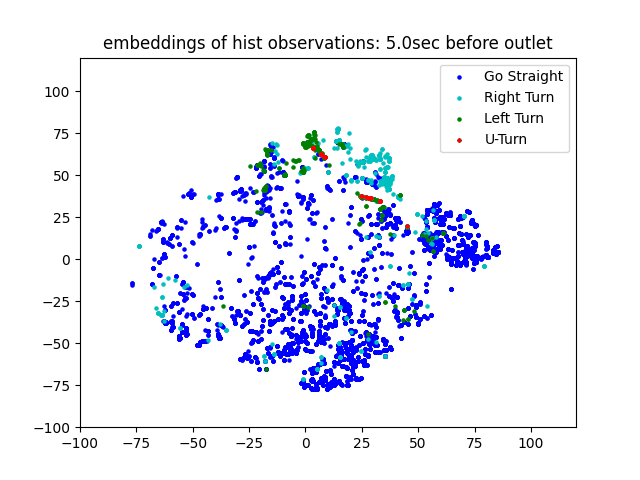 embeddings of hist observations: 5.0sec before outlet
Go Straight
Right Turn
Left Turn
U-Turn
100
75
50
25
0
−25
−50
−75
−100
−100 −75 −50 −25 0 25 50 75 100